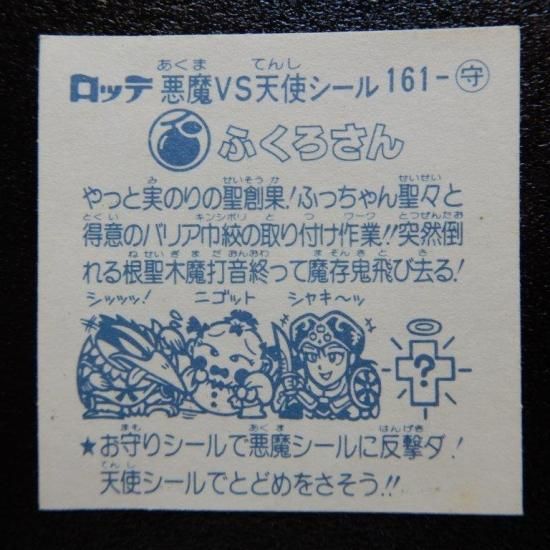 ロッテ 悪魔VS天使シール 161-守
あくま てんし
ふくろさん
やっと実のりの聖創果!ふっちゃん聖々と
み せいそうか せいせい
得意のバリア巾絞の取り付け作業!!突然倒
とくい キンシボリ と つ ワーク とつぜんたお
れる根聖木魔打音終って魔存鬼飛び去る!
ねせいぎまだおんおわ まそんき と さ
シッッッ! ニゴット シャキ〜ッ
?
★お守りシールで悪魔シールに反撃ダ!
まも あくま はんげき
天使シールでとどめをさそう!!
てんし